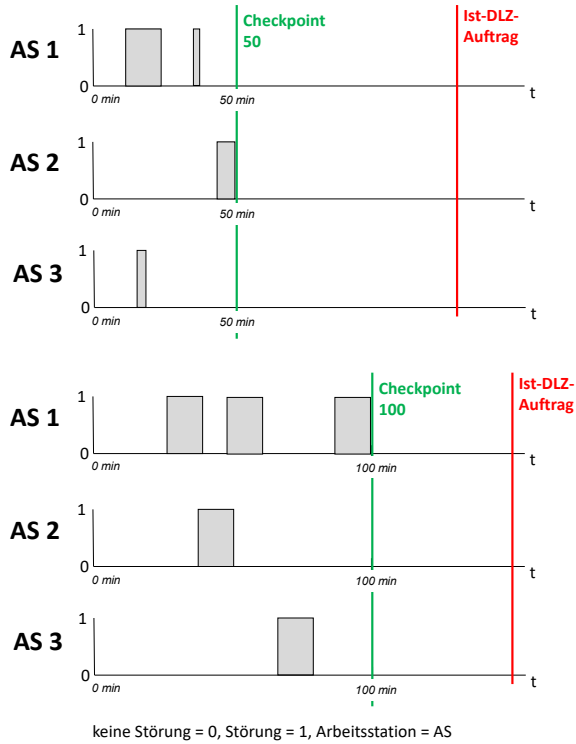 Checkpoint
50
Ist-DLZ-
Auftrag
AS 1
1
0
0 min
50 min
t
AS 2
1
0
0 min
50 min
t
AS 3
1
0
0 min
50 min
t
Checkpoint
100
Ist-DLZ-
Auftrag
AS 1
1
0
0 min
100 min
t
AS 2
1
0
0 min
100 min
t
AS 3
1
0
0 min
100 min
t
keine Störung = 0, Störung = 1, Arbeitsstation = AS